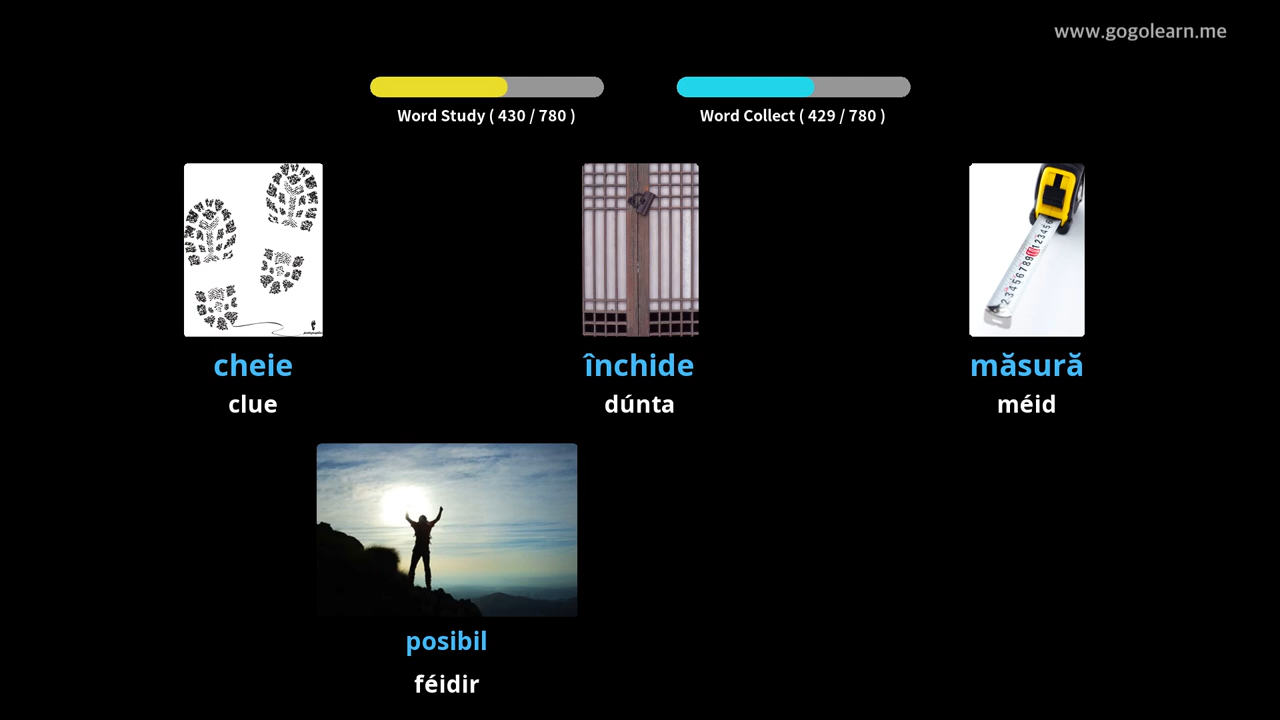 www.gogolearn.me
Word Study ( 430 / 780 )
Word Collect ( 429 / 780 )
cheie
clue
închide
dúnta
măsură
méid
posibil
féidir